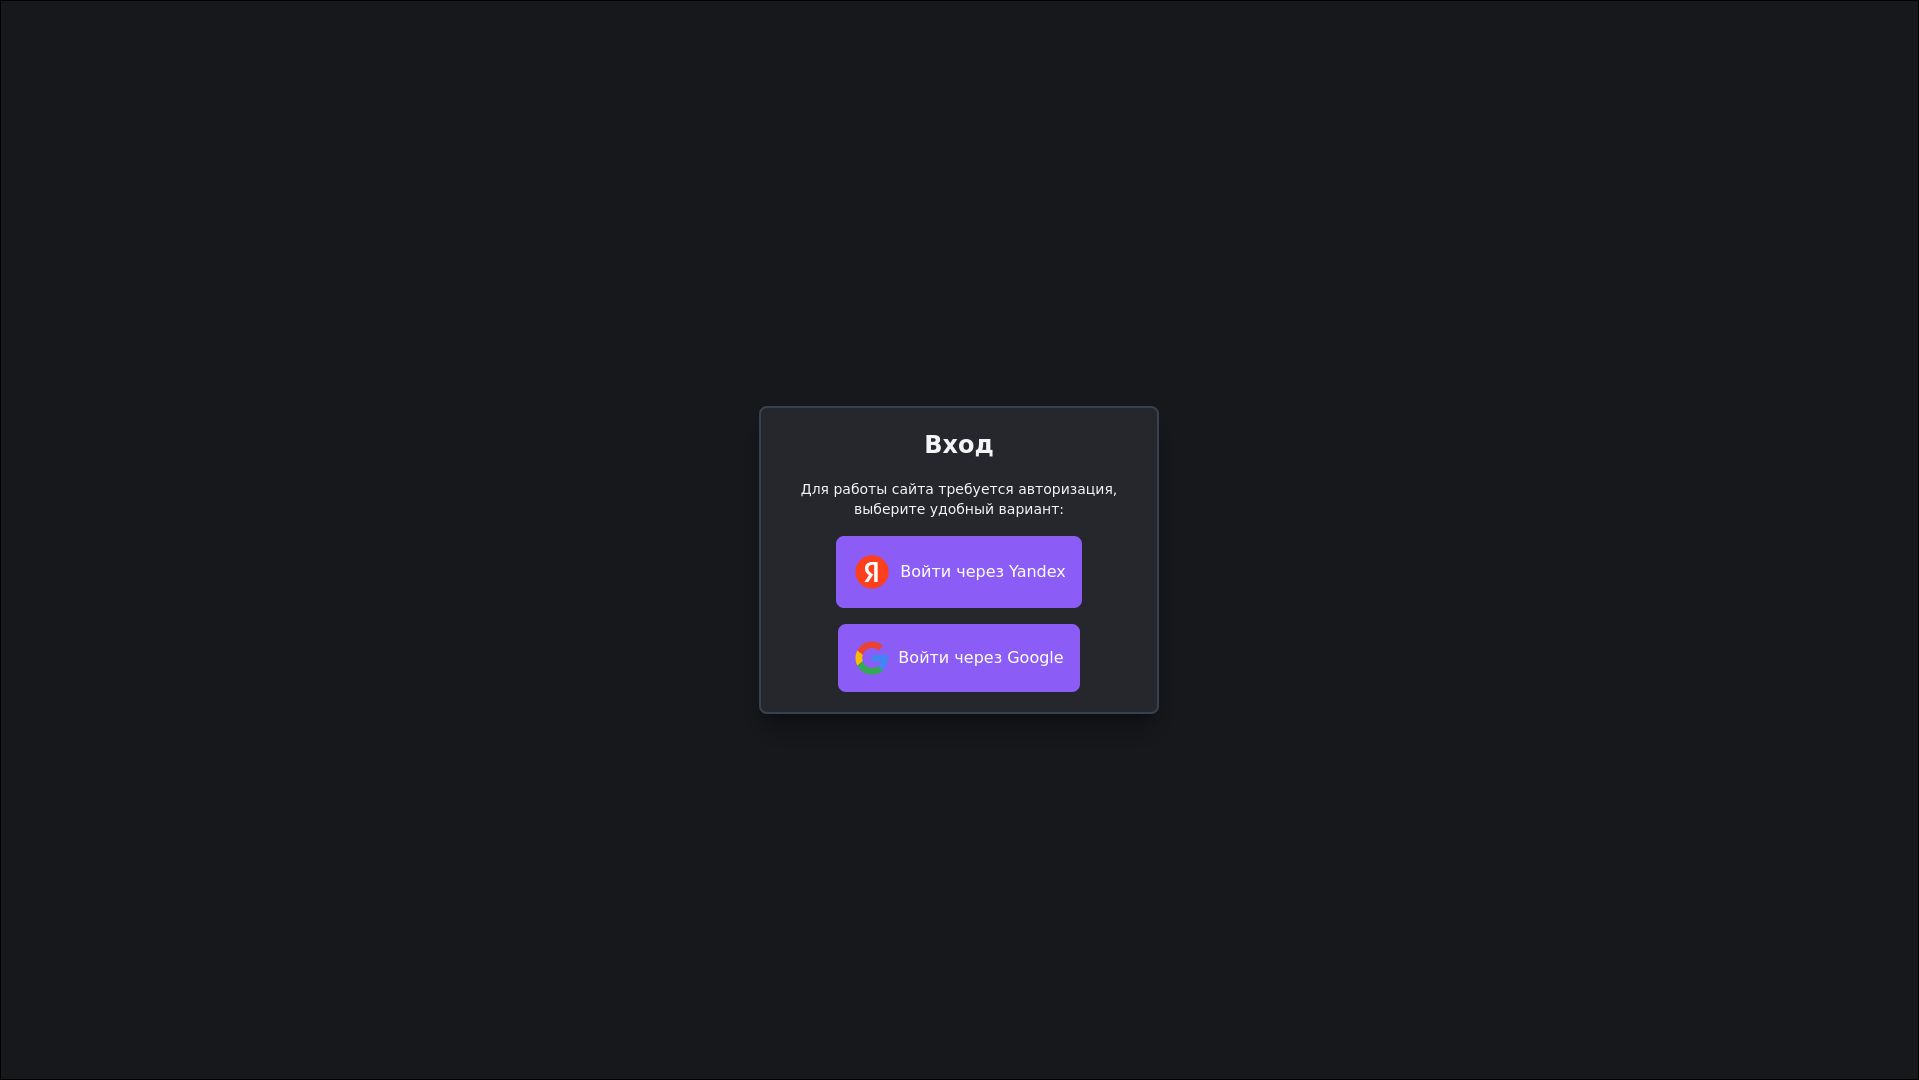 Вход
Для работы сайта требуется авторизация,
выберите удобный вариант:
Войти через Yandex
Войти через Google